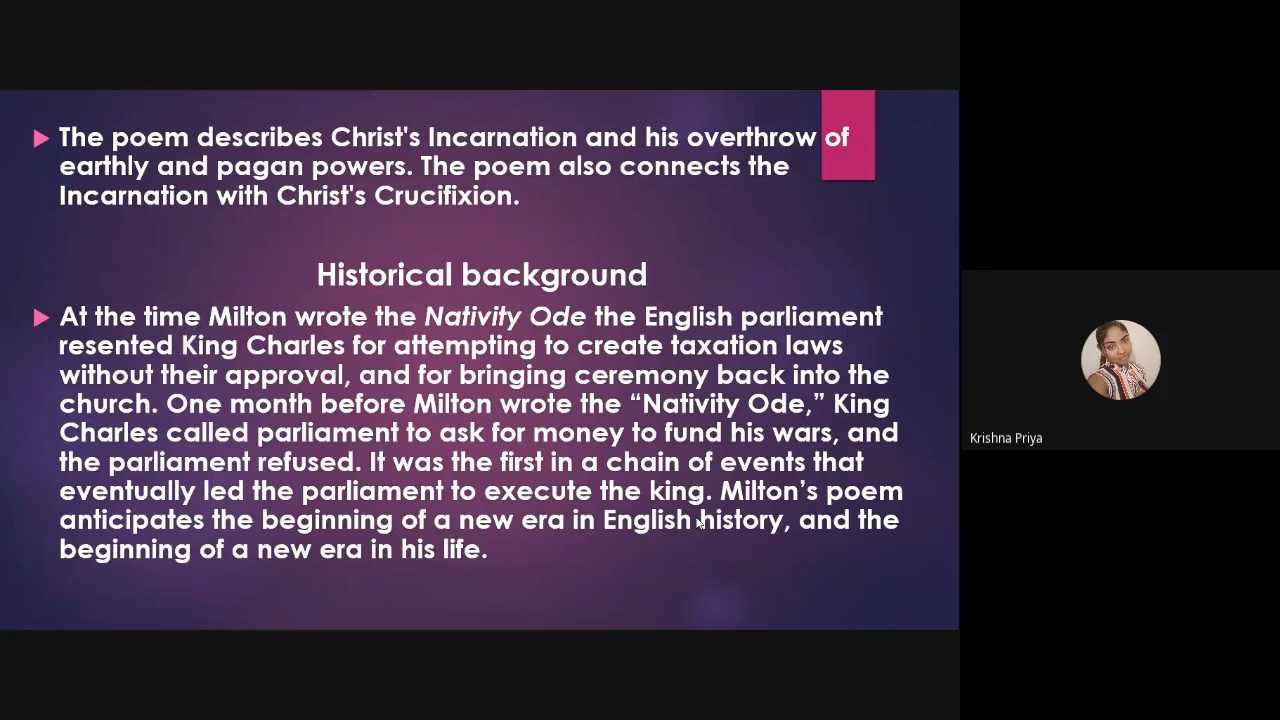 The poem describes Christ's Incarnation and his overthrow of
earthly and pagan powers. The poem also connects the
Incarnation with Christ's Crucifixion.
Historical background
At the time Milton wrote the Nativity Ode the English parliament
resented King Charles for attempting to create taxation laws
without their approval, and for bringing ceremony back into the
church. One month before Milton wrote the “Nativity Ode,” King
Charles called parliament to ask for money to fund his wars, and
the parliament refused. It was the first in a chain of events that
eventually led the parliament to execute the king. Milton’s poem
anticipates the beginning of a new era in English history, and the
beginning of a new era in his life.
Krishna Priya